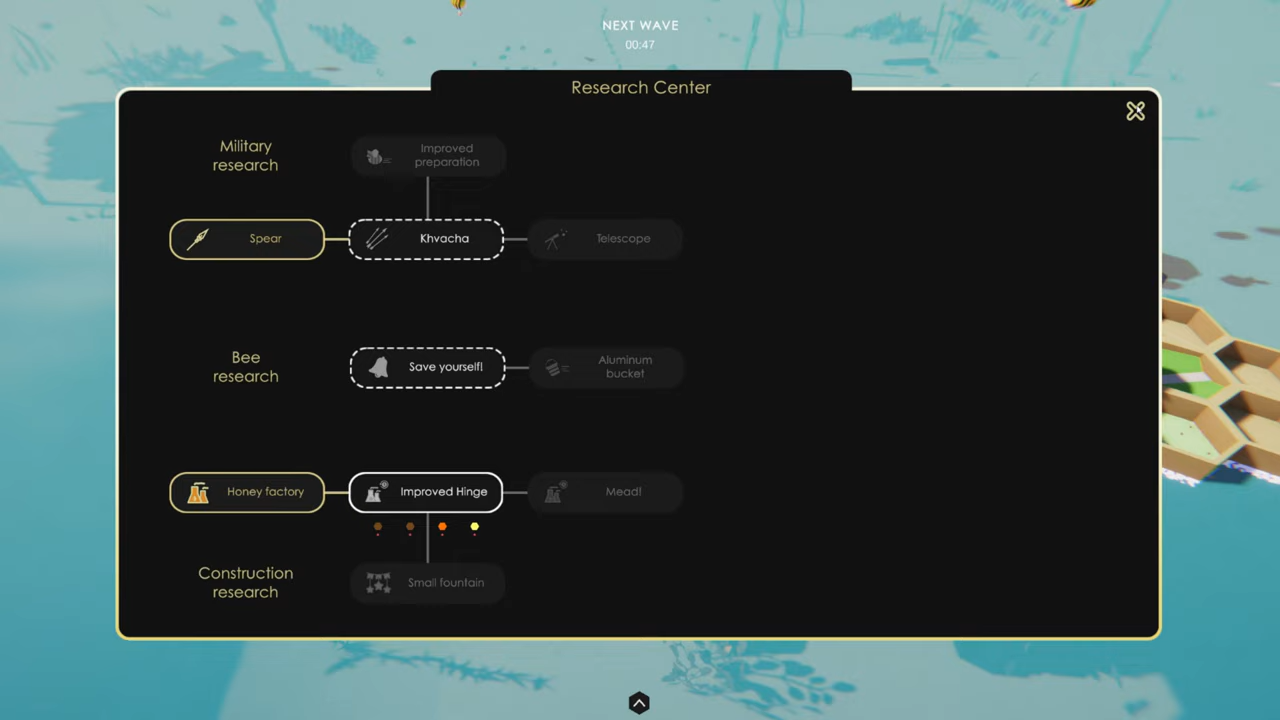 NEXT WAVE
00:47
Research Center
Military
research
Improved
preparation
Spear
Khvacha
Telescope
Bee
research
Save yourself!
Aluminum
bucket
Honey factory
Improved Hinge
Mead!
Construction
research
Small fountain